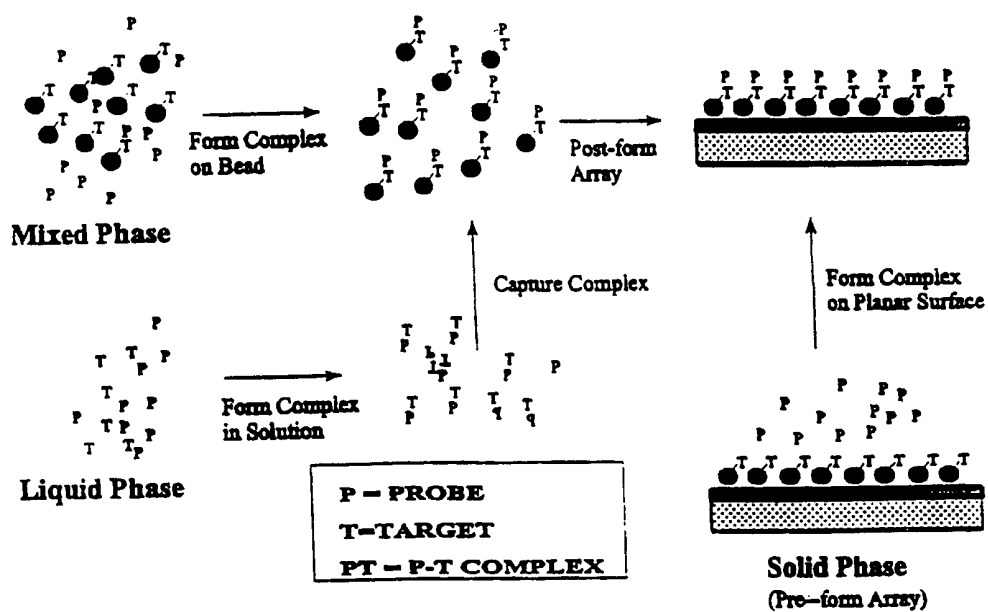 Form Complex
on Bead
Post-form
Array
Mixed Phase
Capture Complex
Form Complex
on Planar Surface
Form Complex
in Solution
Liquid Phase
P = PROBE
T=TARGET
PT = P-T COMPLEX
Solid Phase
(Pre-form Array)